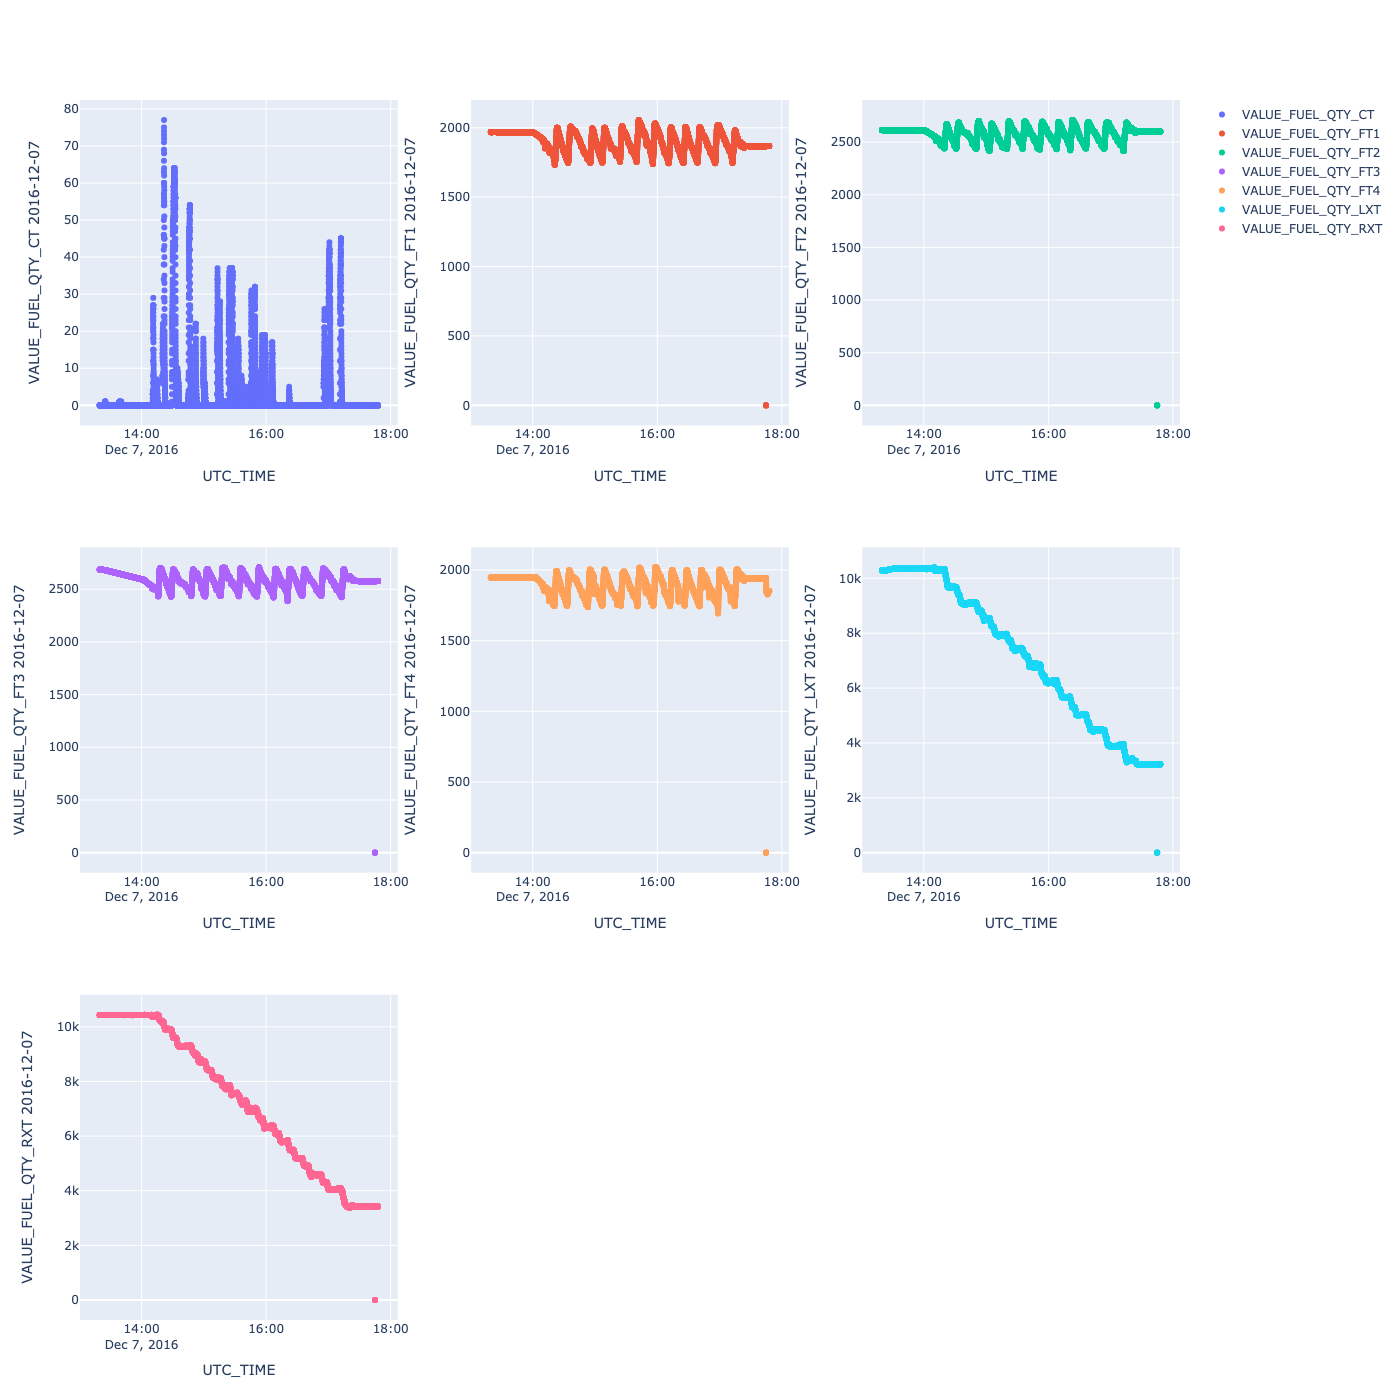 VALUE_FUEL_QTY_CT 2016-12-07
80
70
60
50
40
30
20
10
0
14:00
16:00
18:00
Dec 7, 2016
UTC_TIME
VALUE_FUEL_QTY_FT1 2016-12-07
2000
1500
1000
500
0
14:00
16:00
18:00
Dec 7, 2016
UTC_TIME
VALUE_FUEL_QTY_FT2 2016-12-07
2500
2000
1500
1000
500
0
14:00
16:00
18:00
Dec 7, 2016
UTC_TIME
VALUE_FUEL_QTY_CT
VALUE_FUEL_QTY_FT1
VALUE_FUEL_QTY_FT2
VALUE_FUEL_QTY_FT3
VALUE_FUEL_QTY_FT4
VALUE_FUEL_QTY_LXT
VALUE_FUEL_QTY_RXT
VALUE_FUEL_QTY_FT3 2016-12-07
2500
2000
1500
1000
500
0
14:00
16:00
18:00
Dec 7, 2016
UTC_TIME
VALUE_FUEL_QTY_FT4 2016-12-07
2000
1500
1000
500
0
14:00
16:00
18:00
Dec 7, 2016
UTC_TIME
VALUE_FUEL_QTY_LXT 2016-12-07
10k
8k
6k
4k
2k
0
14:00
16:00
18:00
Dec 7, 2016
UTC_TIME
VALUE_FUEL_QTY_RXT 2016-12-07
10k
8k
6k
4k
2k
0
14:00
16:00
18:00
Dec 7, 2016
UTC_TIME